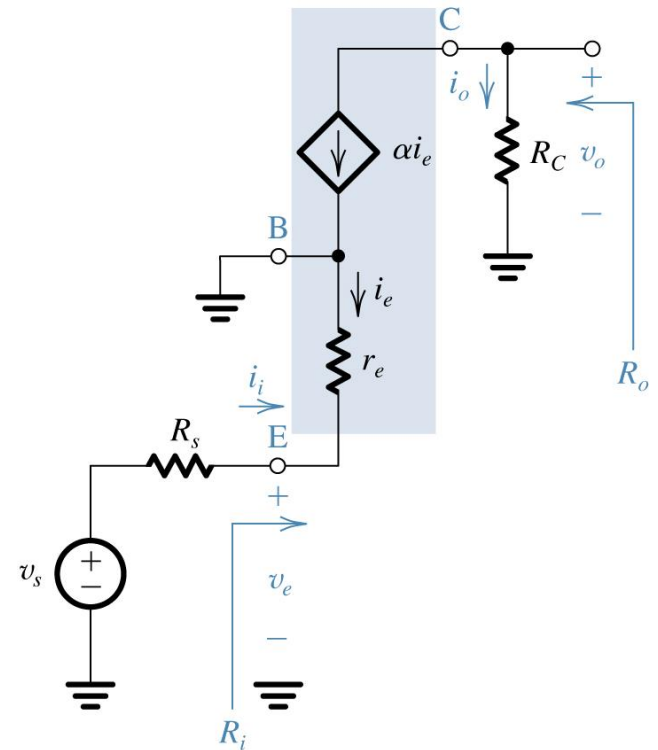 C
i_o
+
αi_e
R_C
v_o
−
B
i_e
r_e
R_o
i_i
R_s
E
+
+
−
v_s
v_e
−
R_i